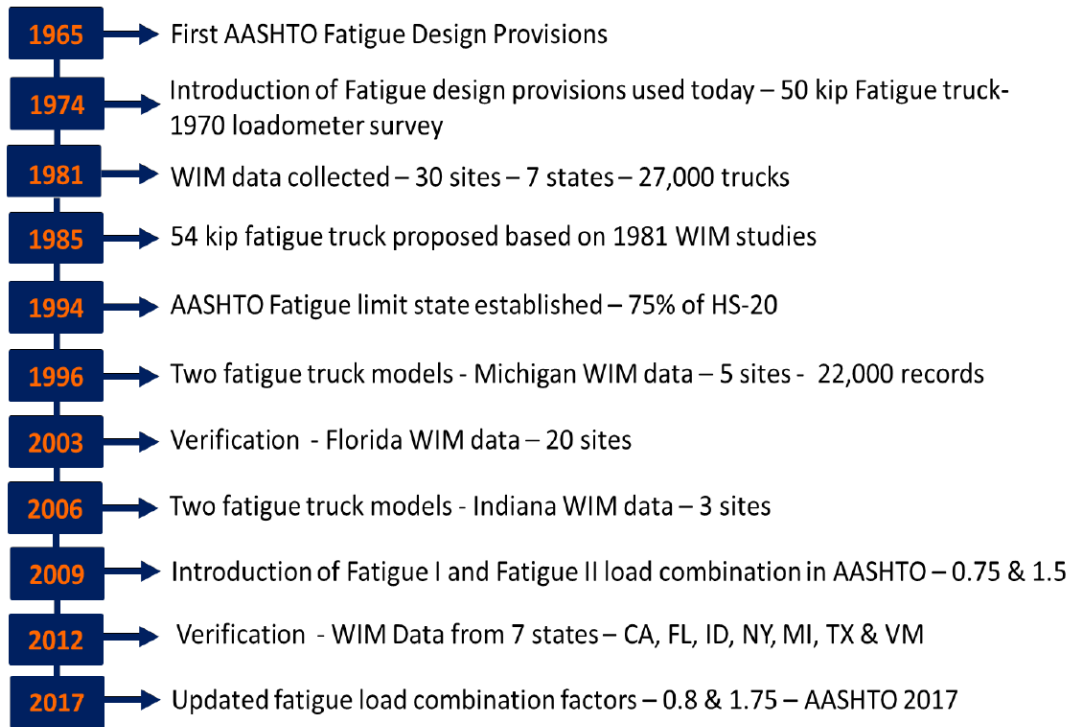 1965 First AASHTO Fatigue Design Provisions
1974 Introduction of Fatigue design provisions used today – 50 kip Fatigue truck-
1970 loadometer survey
1981 WIM data collected – 30 sites – 7 states – 27,000 trucks
1985 54 kip fatigue truck proposed based on 1981 WIM studies
1994 AASHTO Fatigue limit state established – 75% of HS-20
1996 Two fatigue truck models - Michigan WIM data – 5 sites - 22,000 records
2003 Verification - Florida WIM data – 20 sites
2006 Two fatigue truck models - Indiana WIM data – 3 sites
2009 Introduction of Fatigue I and Fatigue II load combination in AASHTO – 0.75 & 1.5
2012 Verification - WIM Data from 7 states – CA, FL, ID, NY, MI, TX & VM
2017 Updated fatigue load combination factors – 0.8 & 1.75 – AASHTO 2017